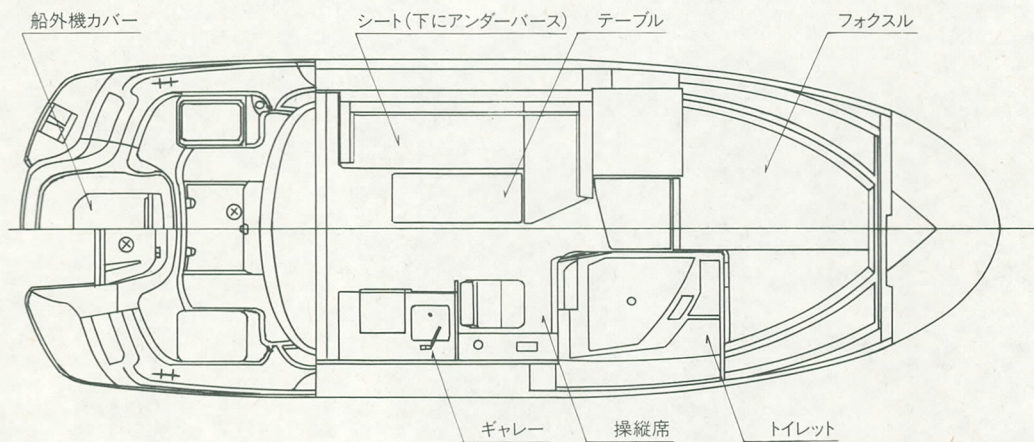 船外機カバー
シート(下にアンダーバース)
テーブル
フォクスル
ギャレー
操縦席
トイレット